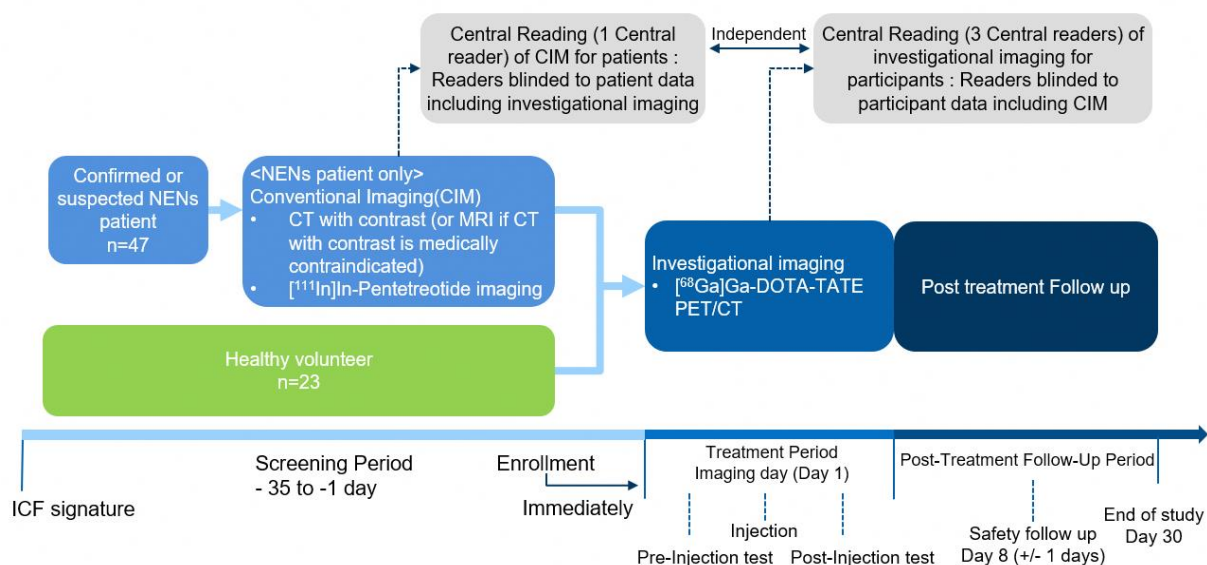 Central Reading (1 Central
reader) of CIM for patients :
Readers blinded to patient data
including investigational imaging
Independent
Central Reading (3 Central readers) of
investigational imaging for
participants : Readers blinded to
participant data including CIM
Confirmed or
suspected NENs
patient
n=47
<NENs patient only>
Conventional Imaging(CIM)
• CT with contrast (or MRI if CT
with contrast is medically
contraindicated)
• [¹¹¹In]In-Pentetreotide imaging
Healthy volunteer
n=23
Investigational imaging
• [⁶⁸Ga]Ga-DOTA-TATE
PET/CT
Post treatment Follow up
ICF signature
Screening Period
- 35 to -1 day
Enrollment
Immediately
Treatment Period
Imaging day (Day 1)
Pre-Injection test
Injection
Post-Injection test
Post-Treatment Follow-Up Period
Safety follow up
Day 8 (+/- 1 days)
End of study
Day 30